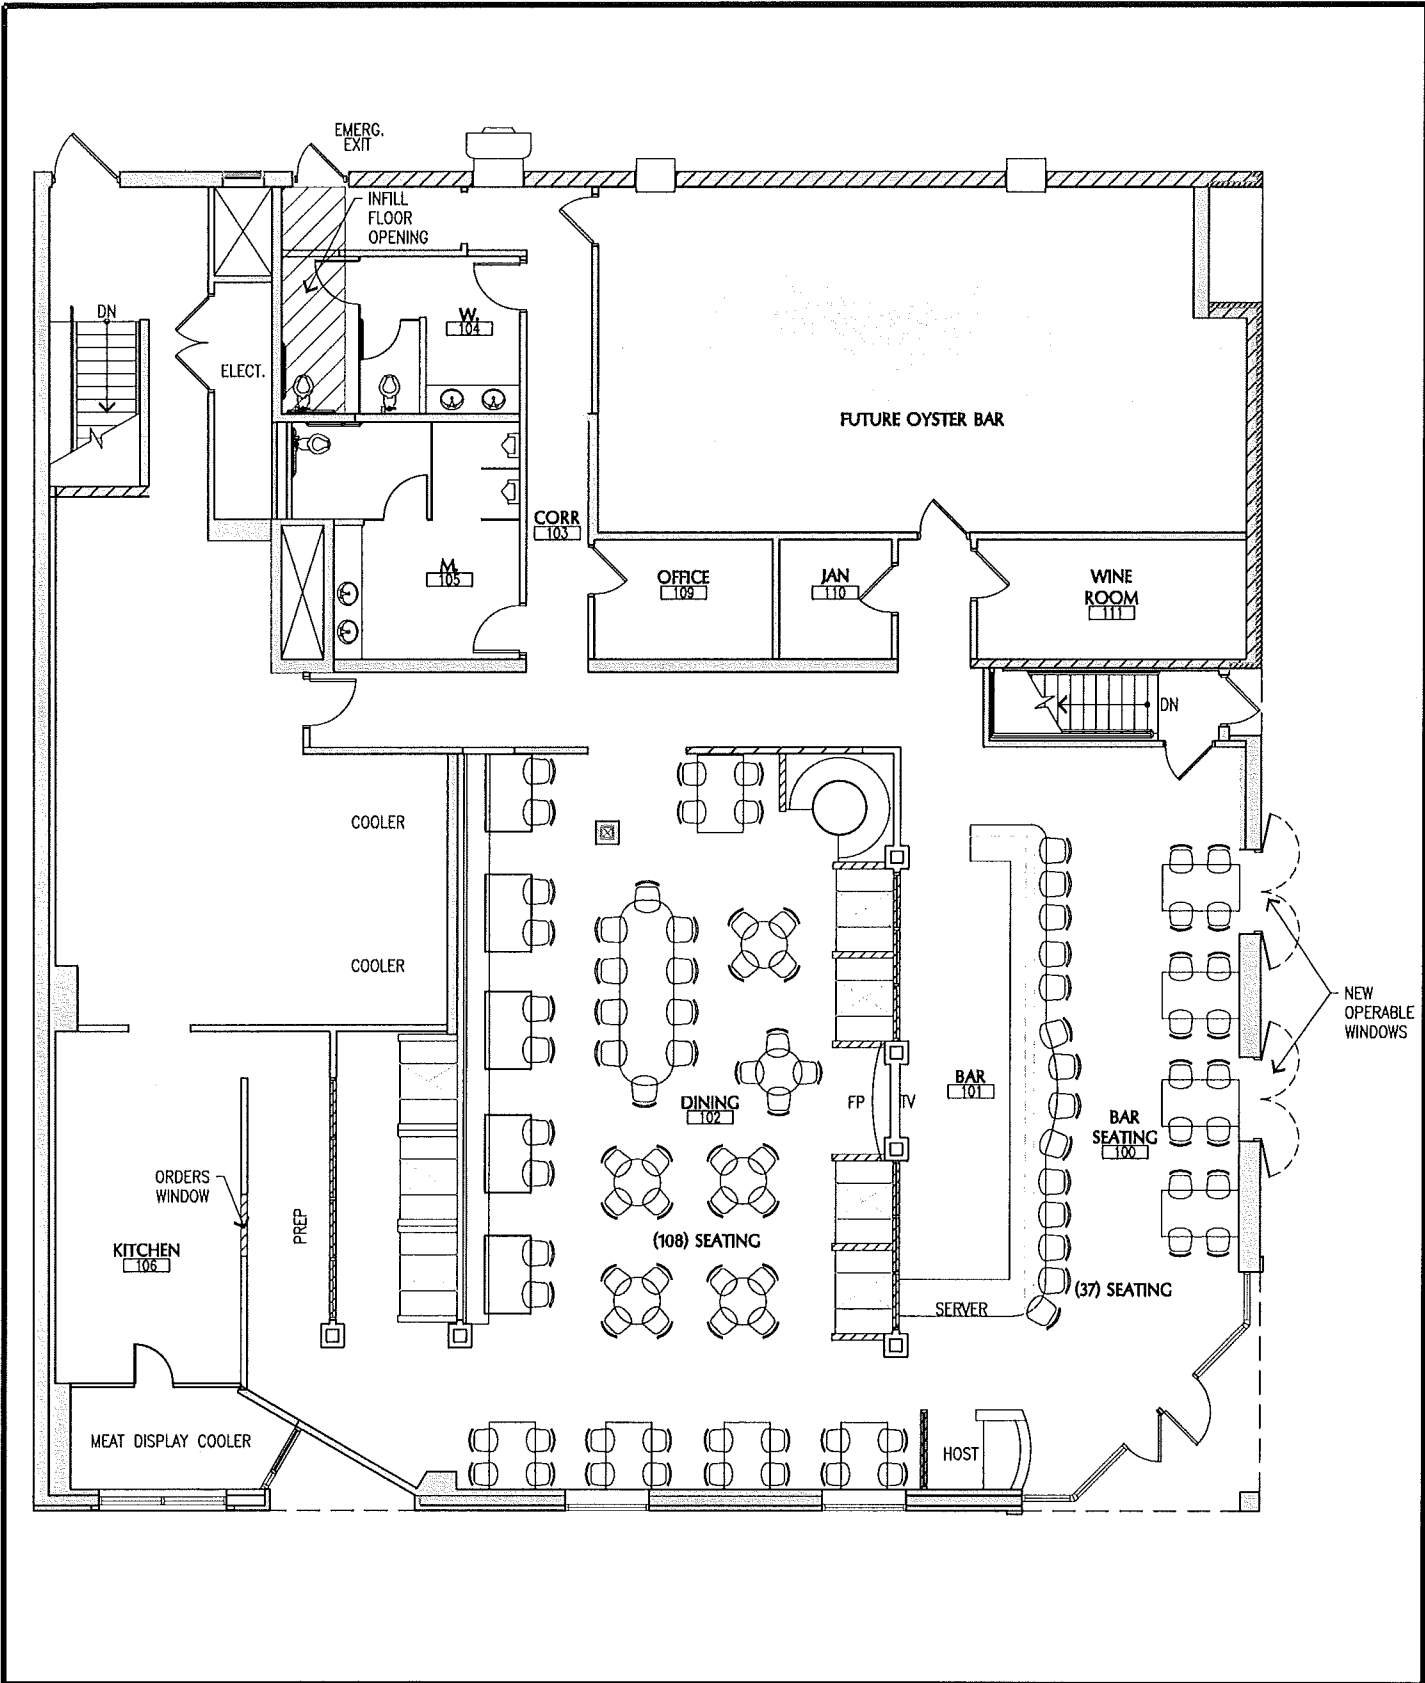 EMERG.
EXIT
INFILL
FLOOR
OPENING
DN
W.
104
ELECT.
FUTURE OYSTER BAR
CORR
103
M.
105
OFFICE
109
JAN
110
WINE
ROOM
111
DN
COOLER
COOLER
NEW
OPERABLE
WINDOWS
BAR
101
FP
TV
DINING
102
BAR
SEATING
100
ORDERS
WINDOW
PREP
KITCHEN
106
(108) SEATING
(37) SEATING
SERVER
MEAT DISPLAY COOLER
HOST